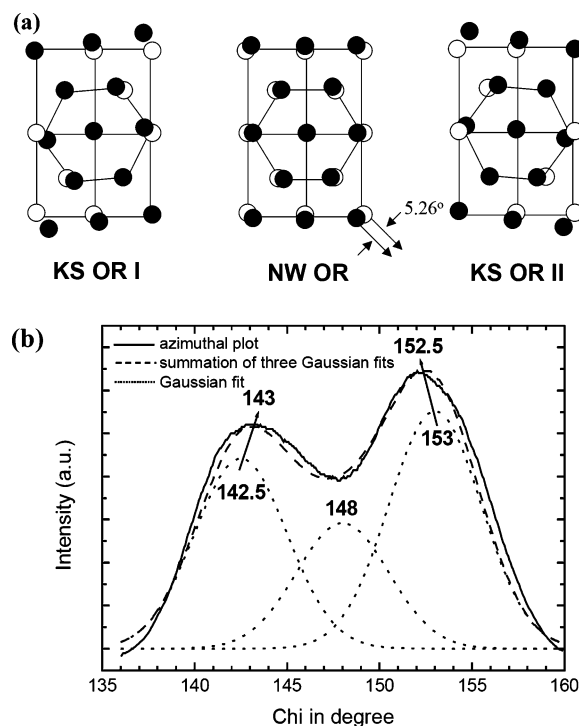 (a)
5.26°
KS OR I
NW OR
KS OR II
(b)
azimuthal plot
summation of three Gaussian fits
Gaussian fit
152.5
143
153
142.5
148
Intensity (a.u.)
135 140 145 150 155 160
Chi in degree